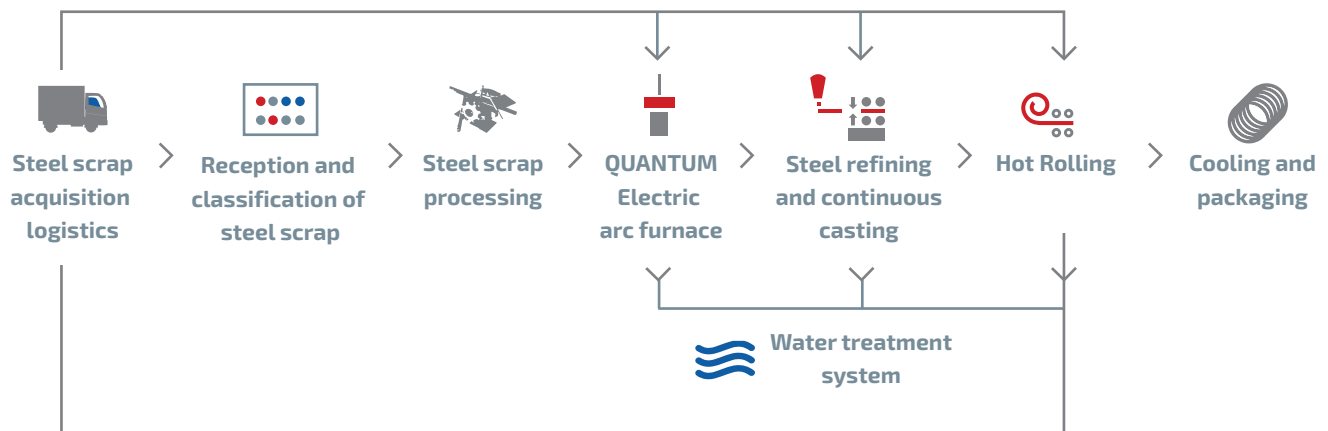 Steel scrap
acquisition
logistics
Reception and
classification of
steel scrap
Steel scrap
processing
QUANTUM
Electric
arc furnace
Steel refining
and continuous
casting
Hot Rolling
Cooling and
packaging
Water treatment
system